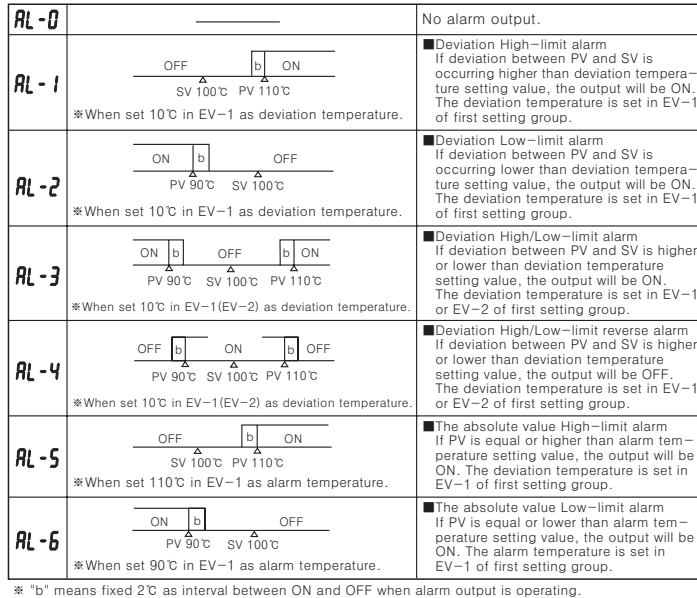 AL-0
No alarm output.
AL-1
OFF b ON
SV 100℃ PV 110℃
※When set 10℃ in EV-1 as deviation temperature.
■Deviation High-limit alarm
If deviation between PV and SV is
occurring higher than deviation tempera-
ture setting value, the output will be ON.
The deviation temperature is set in EV-1
of first setting group.
AL-2
ON b OFF
PV 90℃ SV 100℃
※When set 10℃ in EV-1 as deviation temperature.
■Deviation Low-limit alarm
If deviation between PV and SV is
occurring lower than deviation tempera-
ture setting value, the output will be ON.
The deviation temperature is set in EV-1
of first setting group.
AL-3
ON b OFF b ON
PV 90℃ SV 100℃ PV 110℃
※When set 10℃ in EV-1(EV-2) as deviation temperature.
■Deviation High/Low-limit alarm
If deviation between PV and SV is higher
or lower than deviation temperature
setting value, the output will be ON.
The deviation temperature is set in EV-1
or EV-2 of first setting group.
AL-4
OFF b ON b OFF
PV 90℃ SV 100℃ PV 110℃
※When set 10℃ in EV-1(EV-2) as deviation temperature.
■Deviation High/Low-limit reverse alarm
If deviation between PV and SV is higher
or lower than deviation temperature
setting value, the output will be OFF.
The deviation temperature is set in EV-1
or EV-2 of first setting group.
AL-5
OFF b ON
SV 100℃ PV 110℃
※When set 110℃ in EV-1 as alarm temperature.
■The absolute value High-limit alarm
If PV is equal or higher than alarm tem-
perature setting value, the output will be
ON. The deviation temperature is set in
EV-1 of first setting group.
AL-6
ON b OFF
PV 90℃ SV 100℃
※When set 90℃ in EV-1 as alarm temperature.
■The absolute value Low-limit alarm
If PV is equal or lower than alarm tem-
perature setting value, the output will be
ON. The alarm temperature is set in
EV-1 of first setting group.
※ "b" means fixed 2℃ as interval between ON and OFF when alarm output is operating.